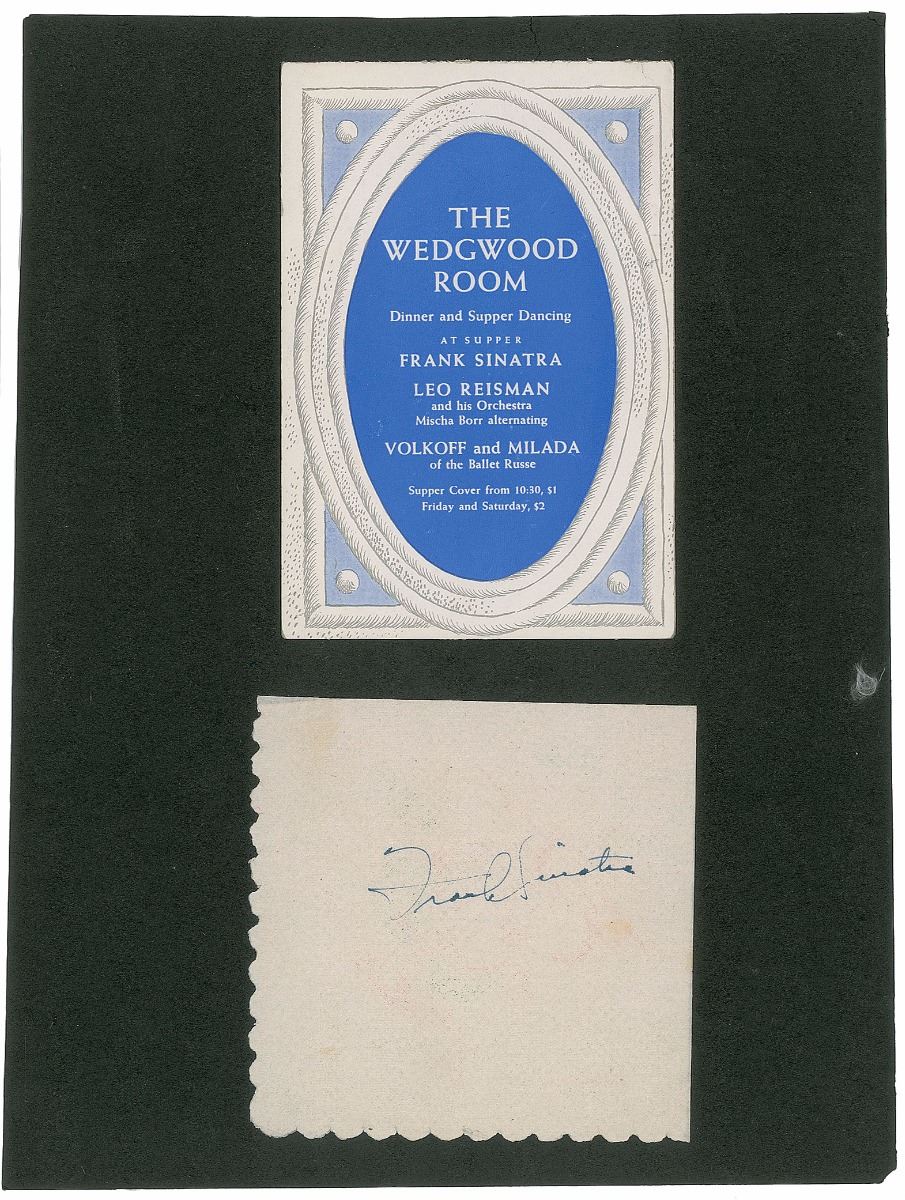 THE
WEDGWOOD
ROOM
Dinner and Supper Dancing
AT SUPPER
FRANK SINATRA
LEO REISMAN
and his Orchestra
Mischa Borr alternating
VOLKOFF and MILADA
of the Ballet Russe
Supper Cover from 10:30, $1
Friday and Saturday, $2
Frank Sinatra